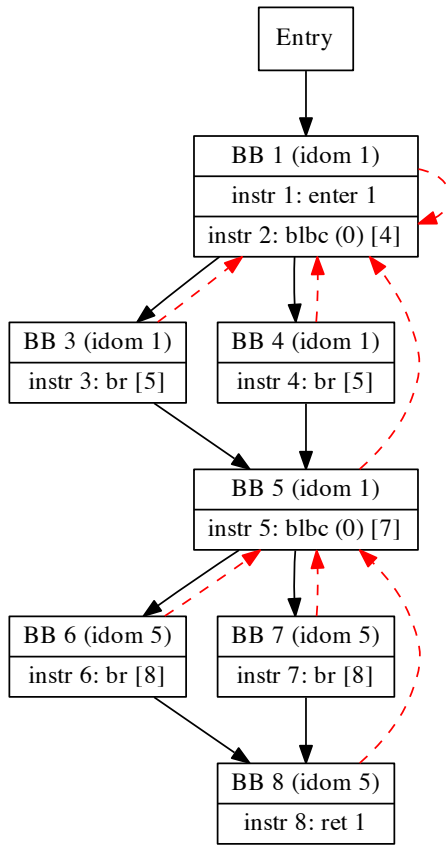 Entry
BB 1 (idom 1)
instr 1: enter 1
instr 2: blbc (0) [4]
BB 3 (idom 1)
instr 3: br [5]
BB 4 (idom 1)
instr 4: br [5]
BB 5 (idom 1)
instr 5: blbc (0) [7]
BB 6 (idom 5)
instr 6: br [8]
BB 7 (idom 5)
instr 7: br [8]
BB 8 (idom 5)
instr 8: ret 1